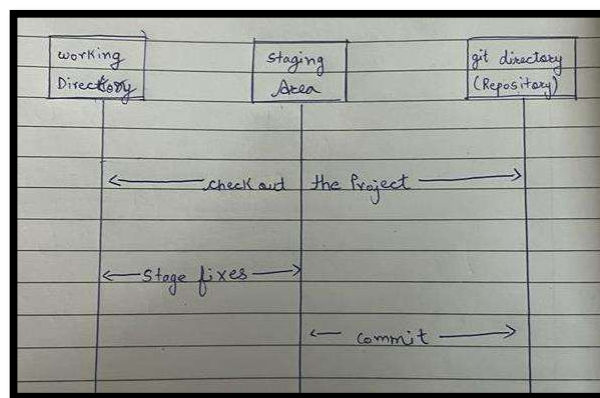 working
Directory
Staging
Area
git directory
(Repository)
check out the Project
Stage fixes
Commit